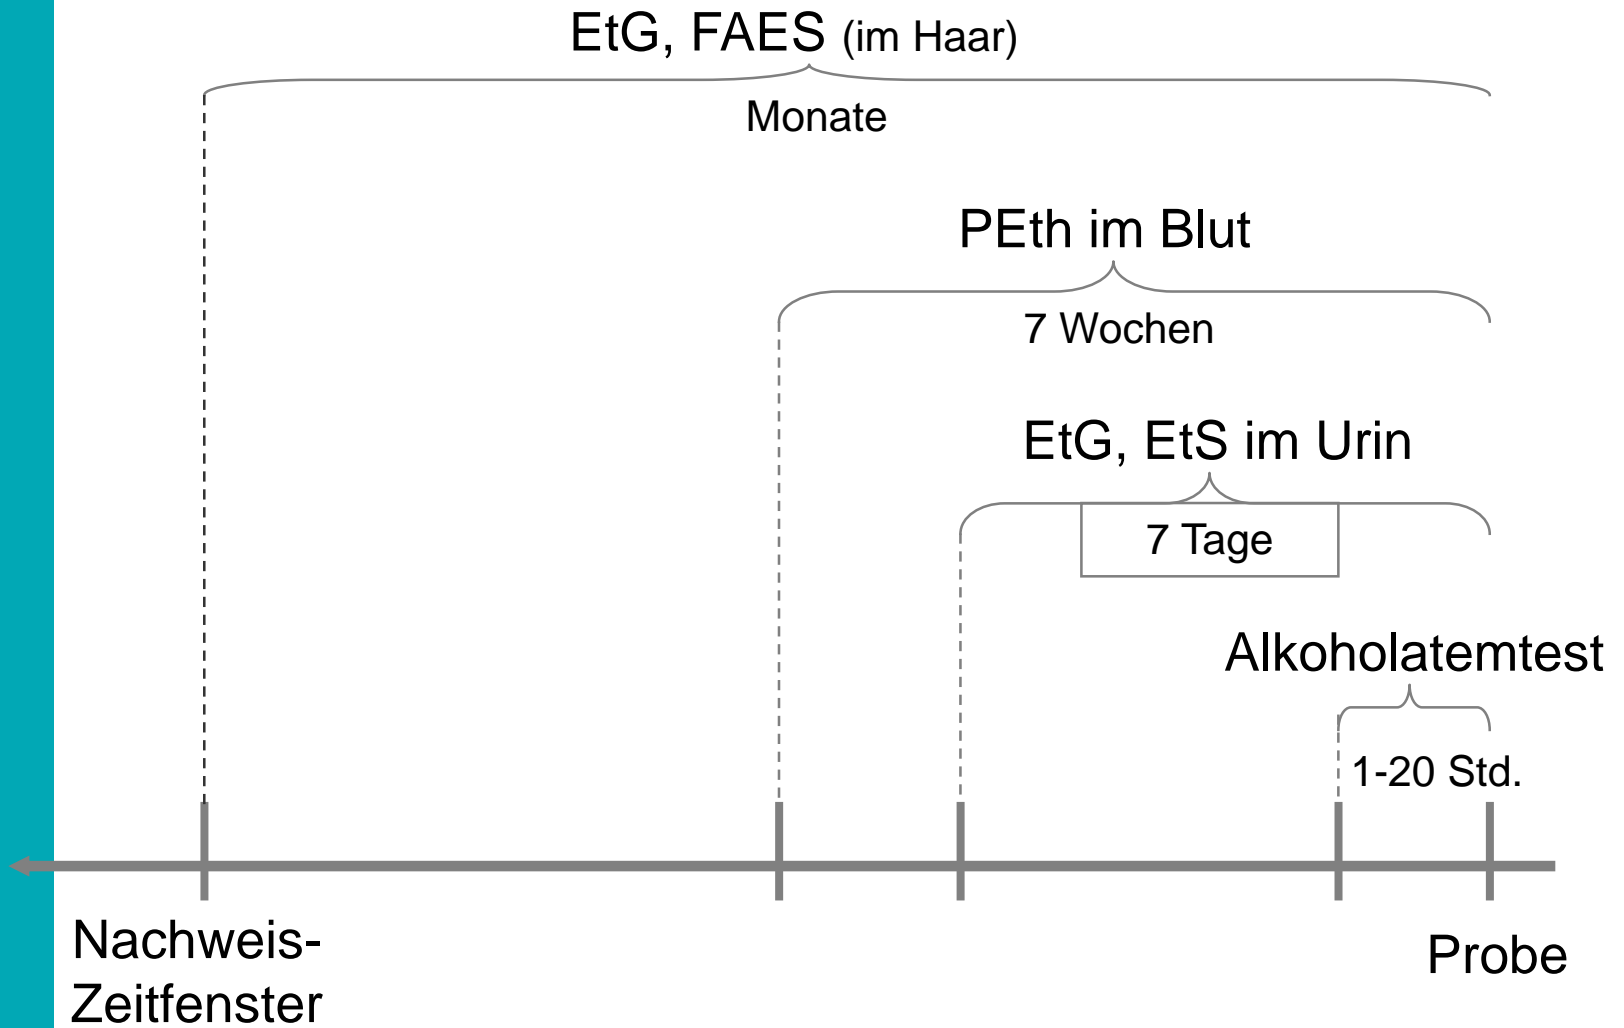 EtG, FAES (im Haar)
Monate
PEth im Blut
7 Wochen
EtG, EtS im Urin
7 Tage
Alkoholatemtest
1-20 Std.
Nachweis-
Zeitfenster
Probe